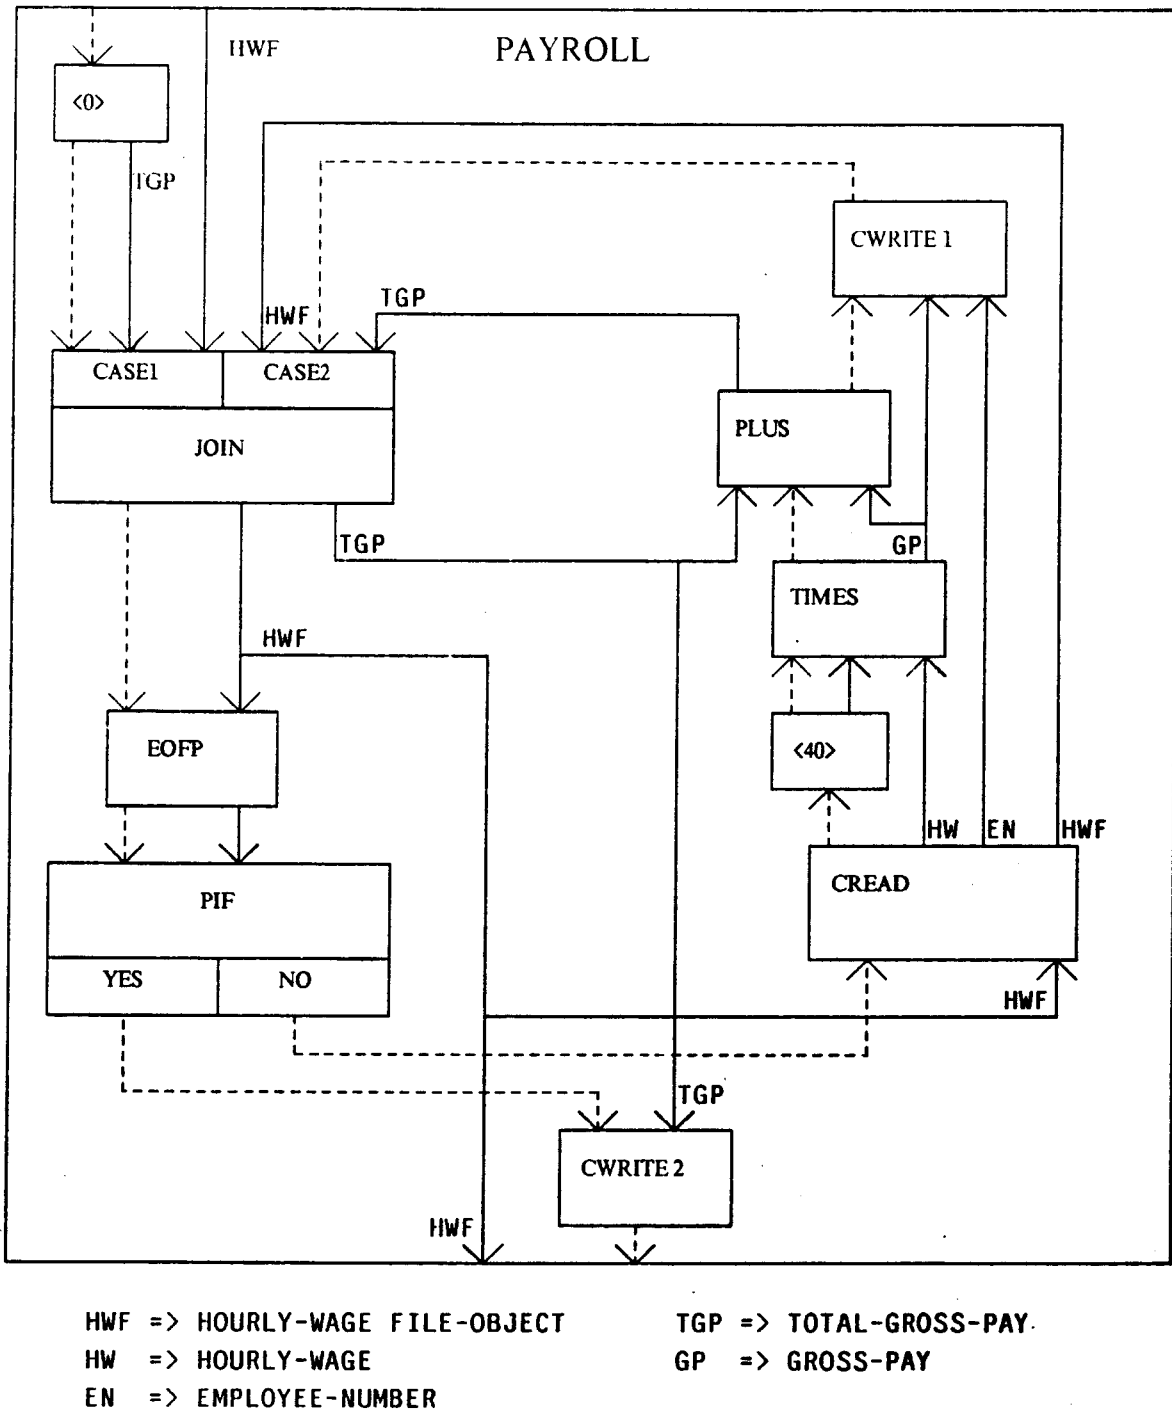 HWF
PAYROLL
<0>
TGP
CWRITE 1
TGP
HWF
CASE1
CASE2
PLUS
JOIN
TGP
GP
TIMES
HWF
EOFP
<40>
HW
EN
HWF
CREAD
PIF
YES
NO
HWF
TGP
CWRITE 2
HWF
HWF => HOURLY-WAGE FILE-OBJECT
TGP => TOTAL-GROSS-PAY
HW => HOURLY-WAGE
GP => GROSS-PAY
EN => EMPLOYEE-NUMBER